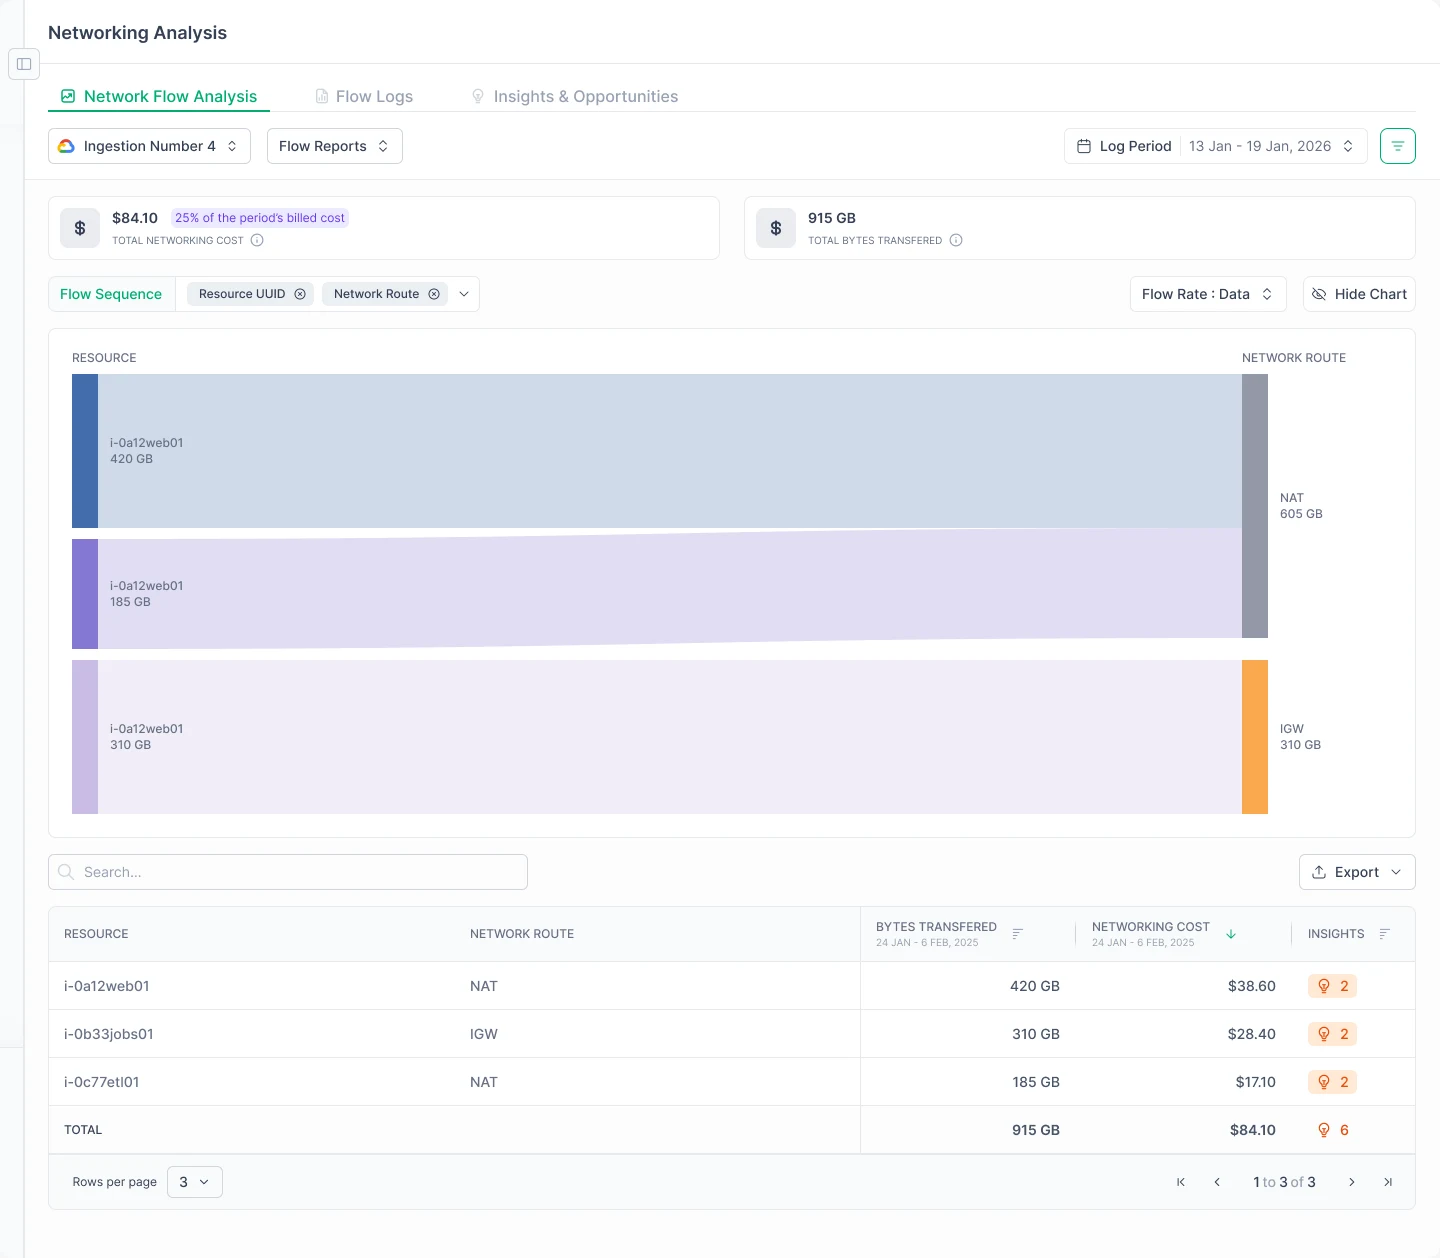 Networking Analysis
Network Flow Analysis
Flow Logs
Insights & Opportunities
Ingestion Number 4
Flow Reports
Log Period
13 Jan - 19 Jan, 2026
$
$84.10
25% of the period's billed cost
TOTAL NETWORKING COST
$
915 GB
TOTAL BYTES TRANSFERED
Flow Sequence
Resource UUID
Network Route
Flow Rate : Data
Hide Chart
RESOURCE
NETWORK ROUTE
i-0a12web01
420 GB
NAT
605 GB
i-0a12web01
185 GB
i-0a12web01
310 GB
IGW
310 GB
Search...
Export
RESOURCE
NETWORK ROUTE
BYTES TRANSFERED
24 JAN - 6 FEB, 2025
NETWORKING COST
24 JAN - 6 FEB, 2025
INSIGHTS
i-0a12web01 NAT 420 GB $38.60 2
i-0b33jobs01 IGW 310 GB $28.40 2
i-0c77etl01 NAT 185 GB $17.10 2
TOTAL 915 GB $84.10 6
Rows per page 3
1 to 3 of 3